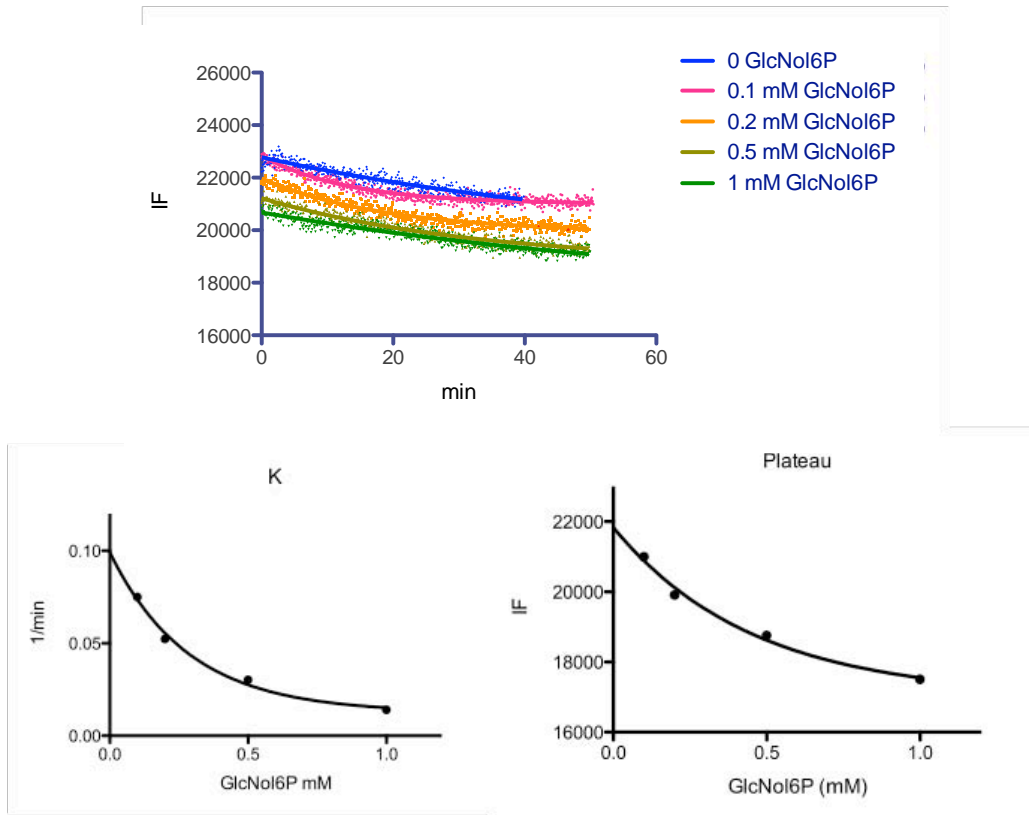 26000
24000
22000
20000
18000
16000
IF
0
20
40
60
min
0 GlcNol6P
0.1 mM GlcNol6P
0.2 mM GlcNol6P
0.5 mM GlcNol6P
1 mM GlcNol6P
K
0.10
0.05
0.00
1/min
0.0
0.5
1.0
GlcNol6P mM
Plateau
22000
20000
18000
16000
IF
0.0
0.5
1.0
GlcNol6P (mM)